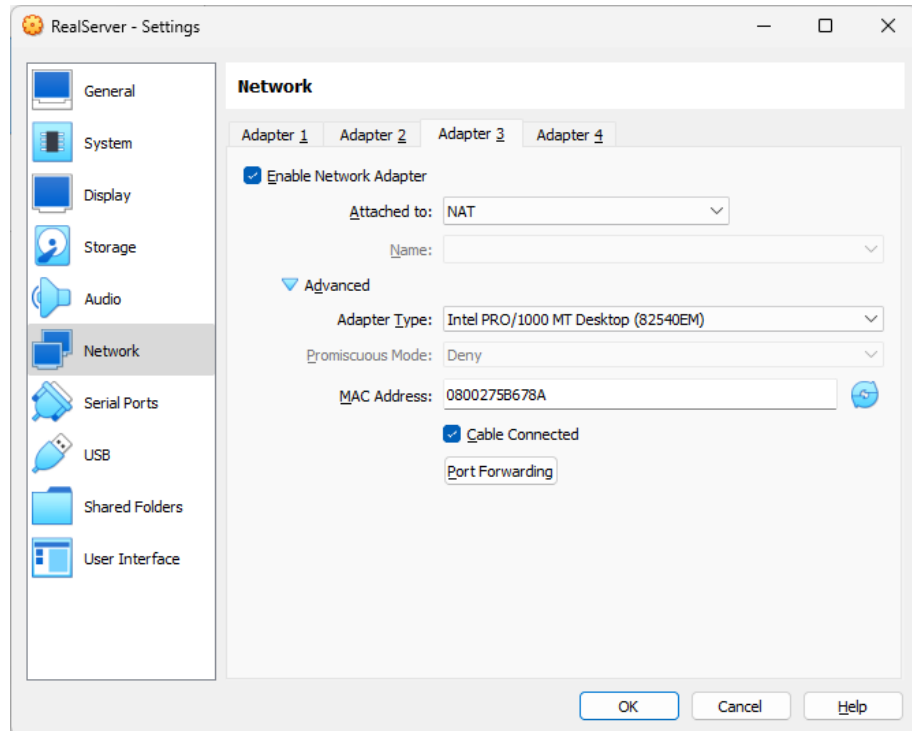 RealServer - Settings
General
System
Display
Storage
Audio
Network
Serial Ports
USB
Shared Folders
User Interface
Network
Adapter 1 Adapter 2 Adapter 3 Adapter 4
Enable Network Adapter
Attached to: NAT
Name:
Advanced
Adapter Type: Intel PRO/1000 MT Desktop (82540EM)
Promiscuous Mode: Deny
MAC Address: 0800275B678A
Cable Connected
Port Forwarding
OK Cancel Help